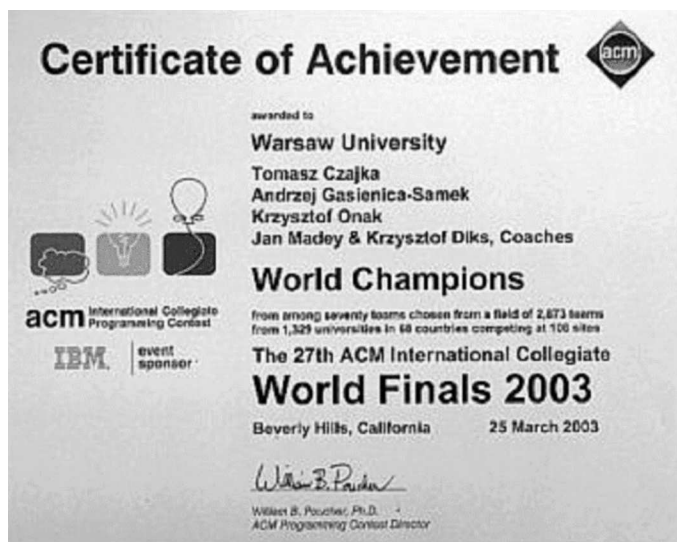 Certificate of Achievement
acm
awarded to
Warsaw University
Tomasz Czajka
Andrzej Gasienica-Samek
Krzysztof Onak
Jan Madey & Krzysztof Diks, Coaches
World Champions
from among seventy teams chosen from a field of 2,873 teams
from 1,329 universities in 68 countries competing at 106 sites
acm International Collegiate
Programming Contest
IBM. event
sponsor
The 27th ACM International Collegiate
World Finals 2003
Beverly Hills, California 25 March 2003
William B. Poucher
William B. Poucher, Ph.D.
ACM Programming Contest Director